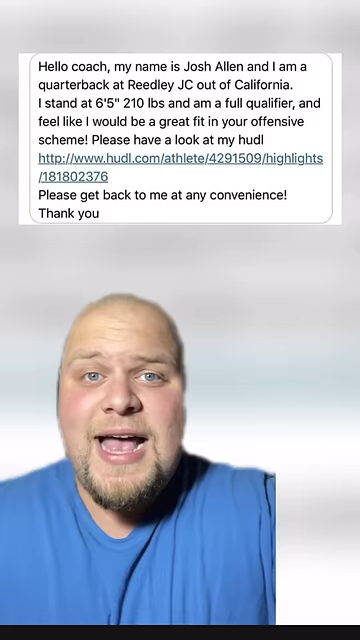 Hello coach, my name is Josh Allen and I am a
quarterback at Reedley JC out of California.
I stand at 6'5" 210 lbs and am a full qualifier, and
feel like I would be a great fit in your offensive
scheme! Please have a look at my hudl
http://www.hudl.com/athlete/4291509/highlights
/181802376
Please get back to me at any convenience!
Thank you